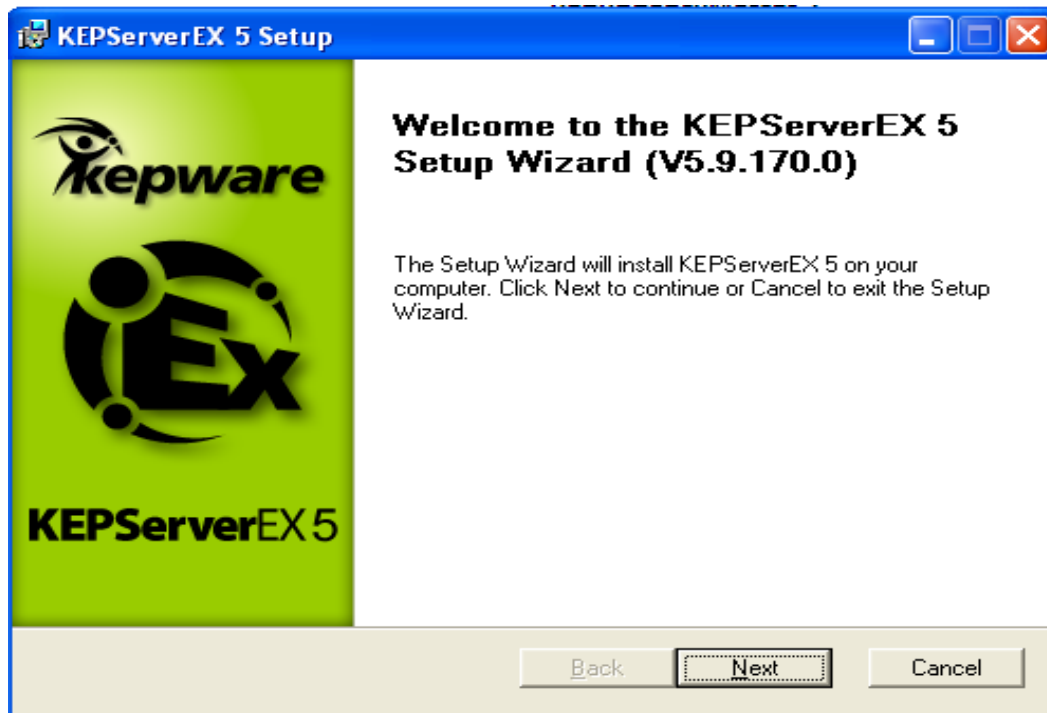 KEPServerEX 5 Setup
kepware
Ex
KEPServerEX5
Welcome to the KEPServerEX 5
Setup Wizard (V5.9.170.0)
The Setup Wizard will install KEPServerEX 5 on your
computer. Click Next to continue or Cancel to exit the Setup
Wizard.
Back
Next
Cancel